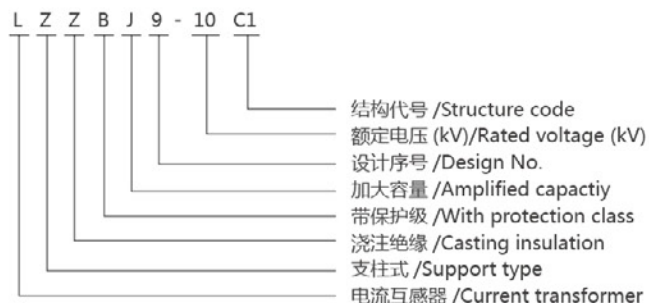 L Z Z B J 9 - 10 C1
结构代号 /Structure code
额定电压 (kV)/Rated voltage (kV)
设计序号 /Design No.
加大容量 /Amplified capactiy
带保护级 /With protection class
浇注绝缘 /Casting insulation
支柱式 /Support type
电流互感器 /Current transformer